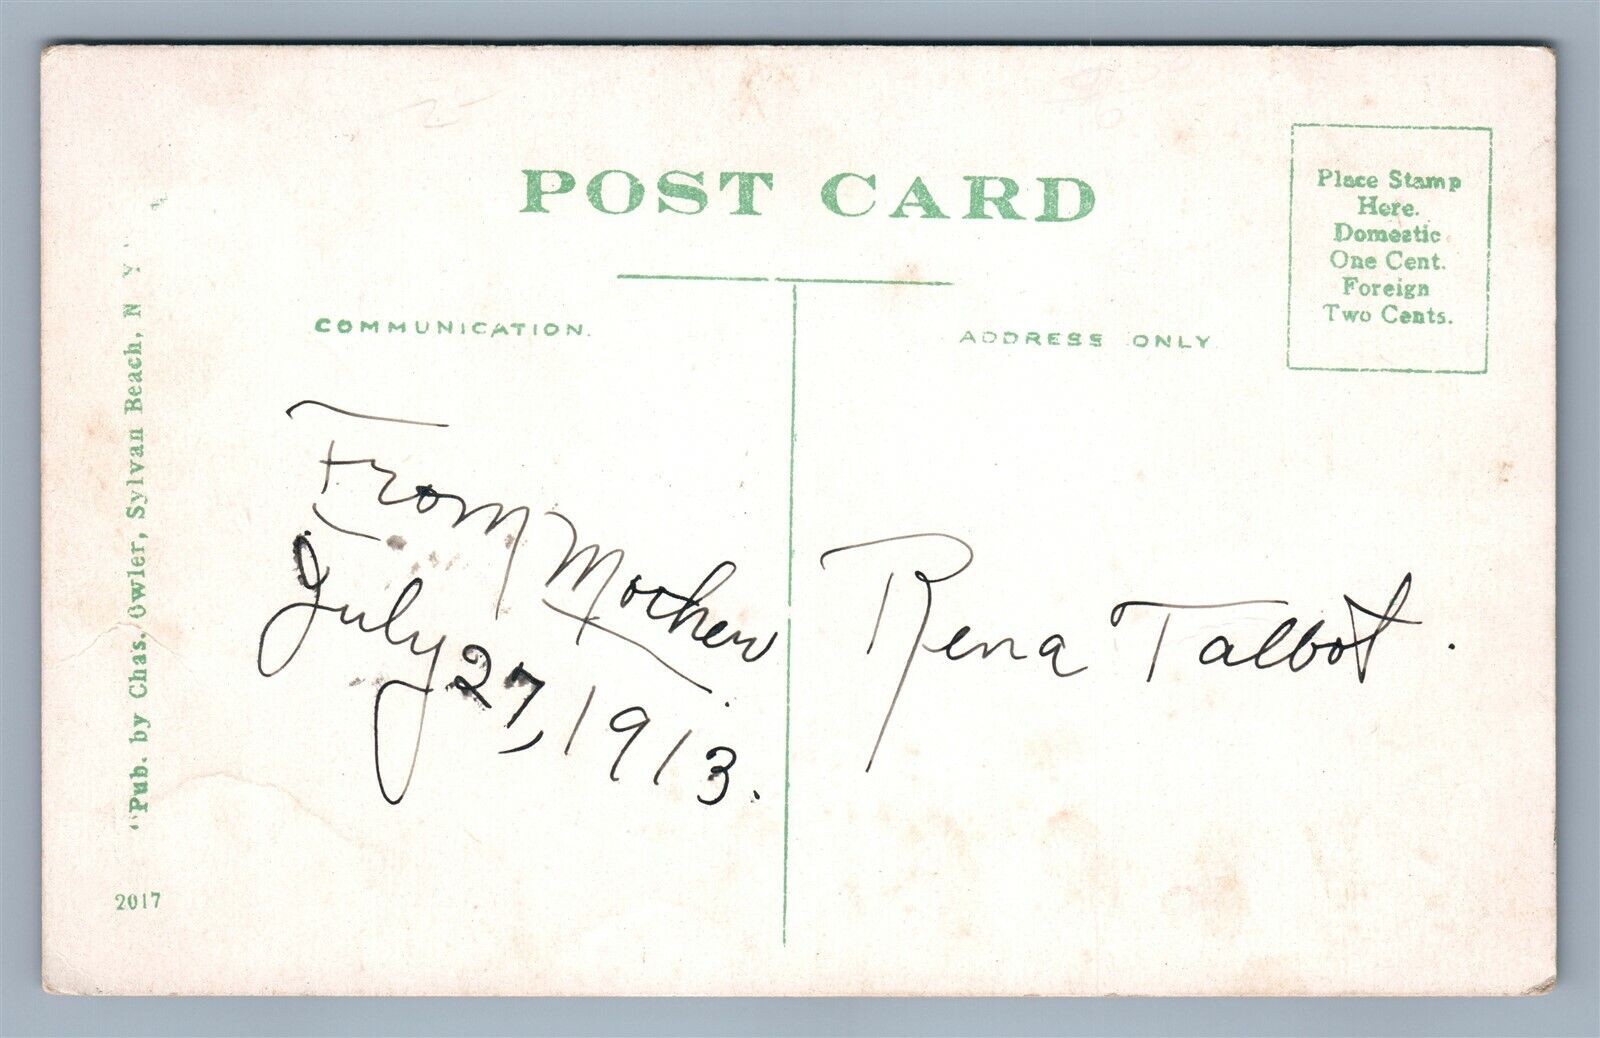 POST CARD
Place Stamp
Here.
Domestic
One Cent.
Foreign
Two Cents.
COMMUNICATION.
ADDRESS ONLY
From Mother
July 27, 1913.
Rena Talbot.
"Pub. by Chas. Owler, Sylvan Beach, N Y
2017